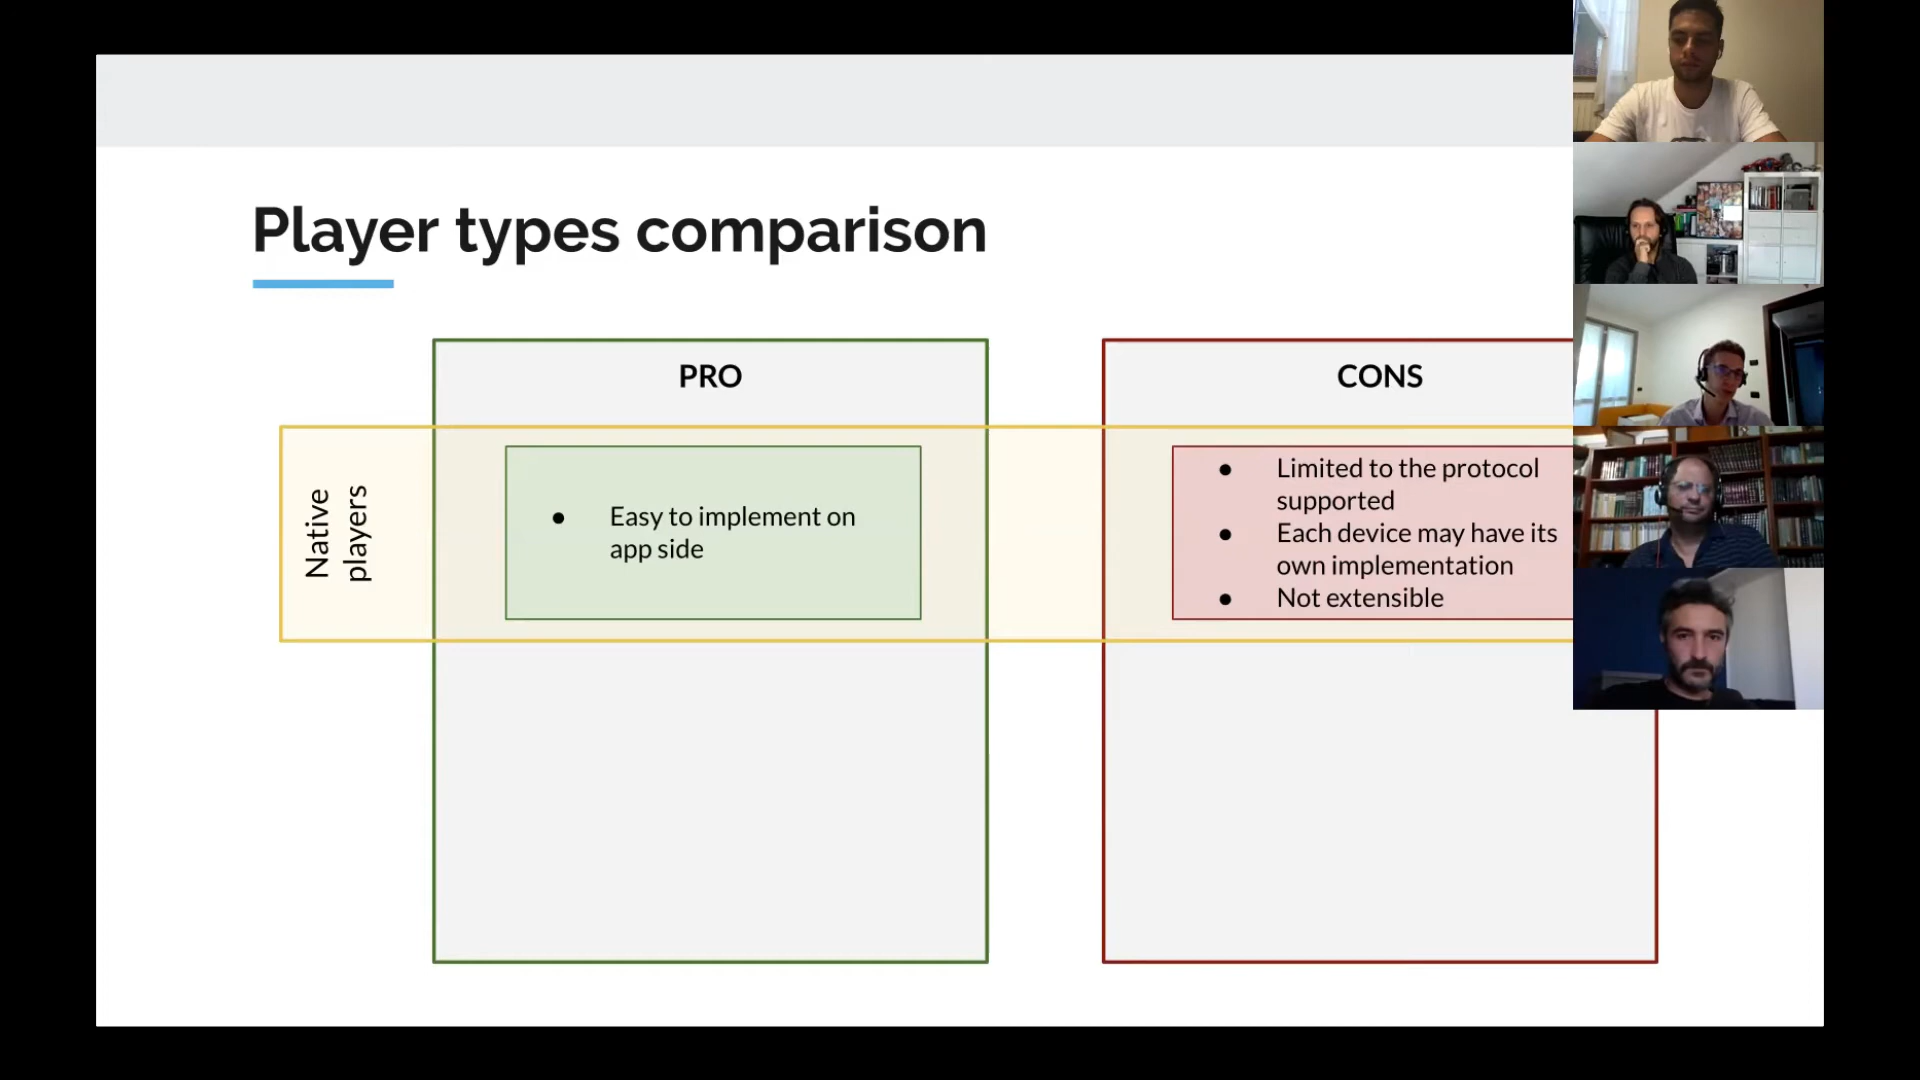 Player types comparison
PRO
CONS
Native
players
● Easy to implement on
app side
● Limited to the protocol
supported
● Each device may have its
own implementation
● Not extensible